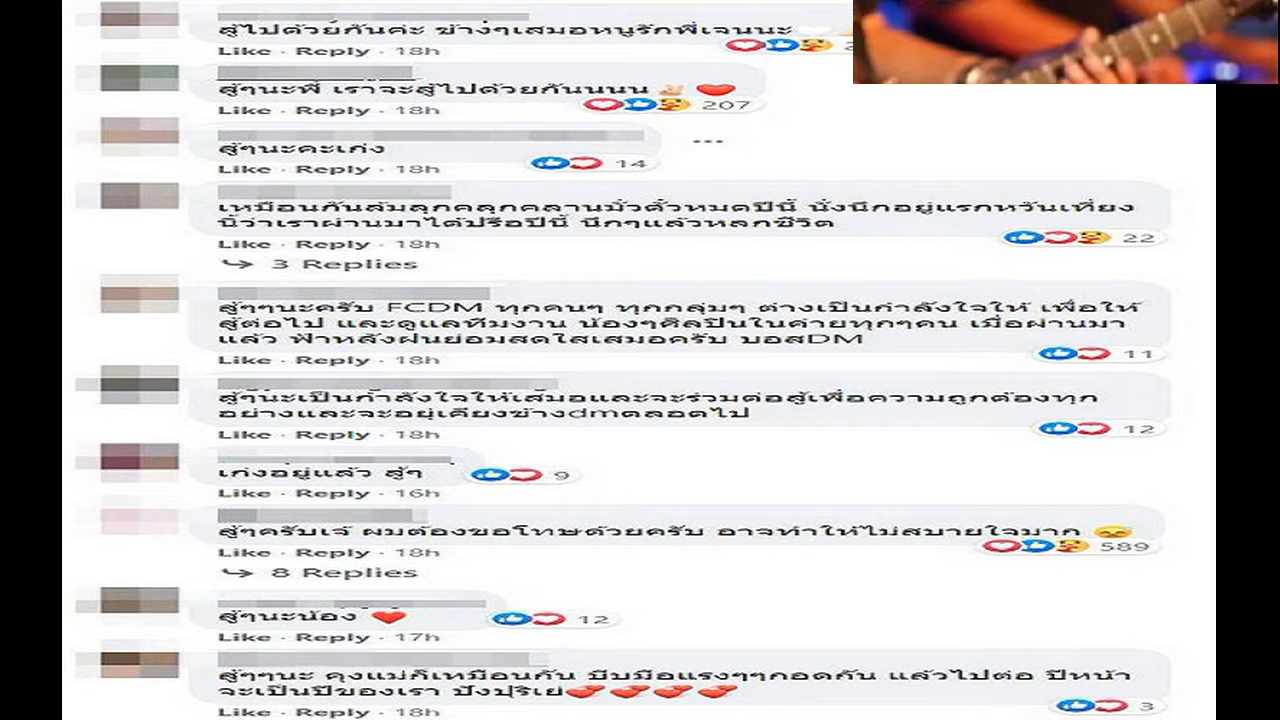 สู้ไปด้วยกันค่ะ ข้างๆเสมอหนูรักพี่เจนนะ
Like · Reply · 18h
สู้ๆนะพี่ เราจะสู้ไปด้วยกันนนน ✌🏻 ❤️
207
Like · Reply · 18h
สู้ๆนะคะเก่ง
14
Like · Reply · 18h
เหมือนกันล้มลุกคลุกคลานบั่วคั่วหมดปีนี้ นั่งนึกอยู่แรกหวันเที่ยง
นี้ว่าเราผ่านมาได้ปรือปีนี้ นึกๆแล้วหลกชีวิต
22
Like · Reply · 18h
3 Replies
สู้ๆๆนะครับ FCDM ทุกคนๆ ทุกกลุ่มๆ ต่างเป็นกำลังใจให้ เพื่อให้
สู้ต่อไป และดูแลทีมงาน น้องๆศิลปินในค่ายทุกๆคน เมื่อผ่านมา
แล้ว ฟ้าหลังฝนย่อมสดใสเสมอครับ บอสDM
11
Like · Reply · 18h
สู้ๆนะเป็นกำลังใจให้เสมอและจะร่วมต่อสู้เพื่อความถูกต้องทุก
อย่างและจะอยู่เคียงข้างdmตลอดไป
12
Like · Reply · 18h
เก่งอยู่แล้ว สู้ๆ
9
Like · Reply · 16h
สู้ๆครับเจ้ ผมต้องขอโทษด้วยครับ อาจทำให้ไม่สบายใจมาก
589
Like · Reply · 18h
8 Replies
สู้ๆนะน้อง ❤️
12
Like · Reply · 17h
สู้ๆๆนะ คุงแม่ก็เหมือนกัน บีบมือแรงๆๆกอดกัน แล้วไปต่อ ปีหน้า
จะเป็นปีของเรา ปังปุริเย่💕💕💕💕
3
Like · Reply · 18h